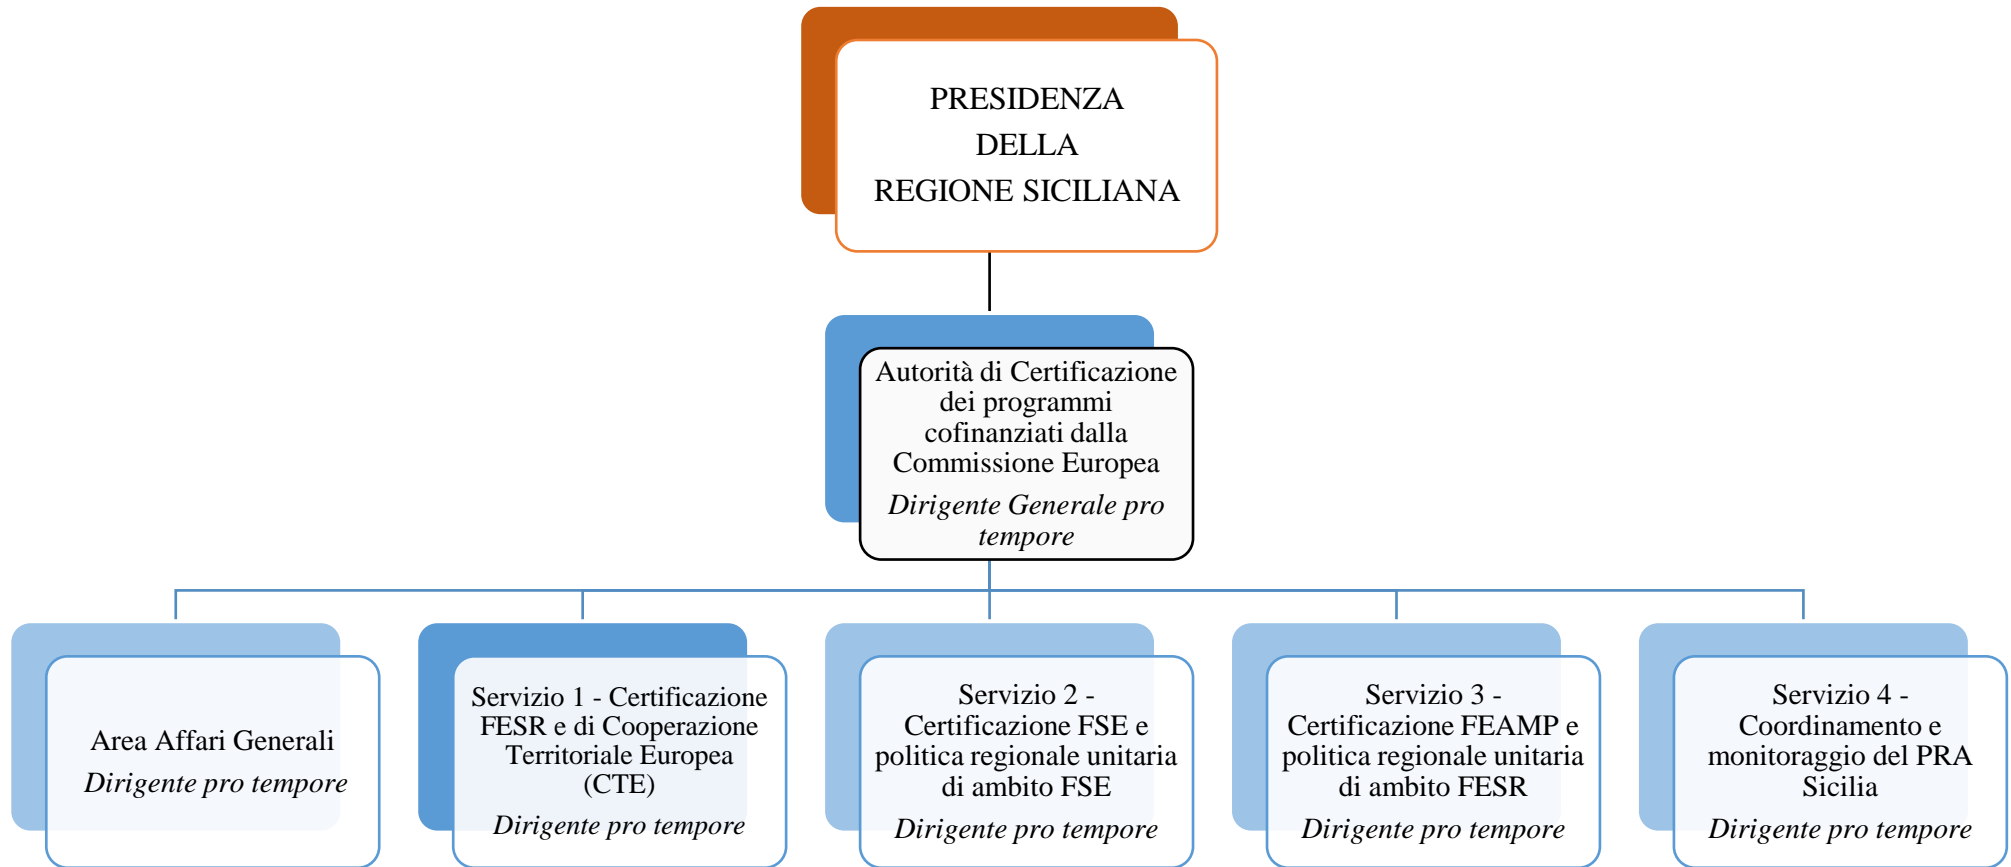 PRESIDENZA
DELLA
REGIONE SICILIANA
Autorità di Certificazione
dei programmi
cofinanziati dalla
Commissione Europea
Dirigente Generale pro
tempore
Area Affari Generali
Dirigente pro tempore
Servizio 1 - Certificazione
FESR e di Cooperazione
Territoriale Europea
(CTE)
Dirigente pro tempore
Servizio 2 -
Certificazione FSE e
politica regionale unitaria
di ambito FSE
Dirigente pro tempore
Servizio 3 -
Certificazione FEAMP e
politica regionale unitaria
di ambito FESR
Dirigente pro tempore
Servizio 4 -
Coordinamento e
monitoraggio del PRA
Sicilia
Dirigente pro tempore